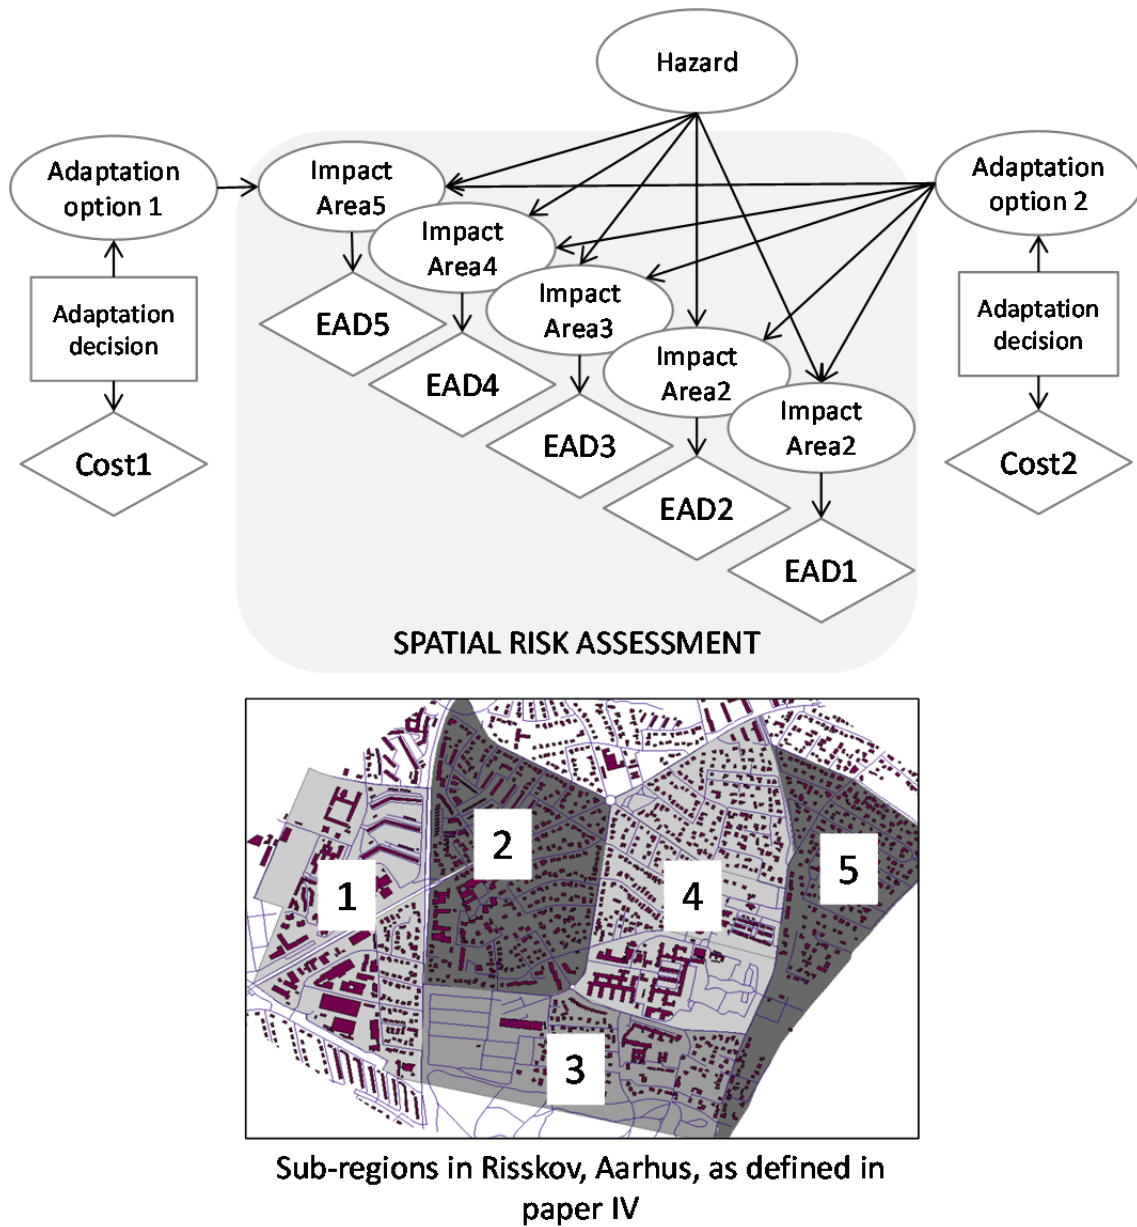 Hazard
Adaptation
option 1
Impact
Area5
Adaptation
option 2
Impact
Area4
Impact
Area3
Impact
Area2
Impact
Area2
Adaptation
decision
Adaptation
decision
EAD5
EAD4
EAD3
EAD2
EAD1
Cost1
Cost2
SPATIAL RISK ASSESSMENT
1
2
3
4
5
Sub-regions in Risskov, Aarhus, as defined in
paper IV